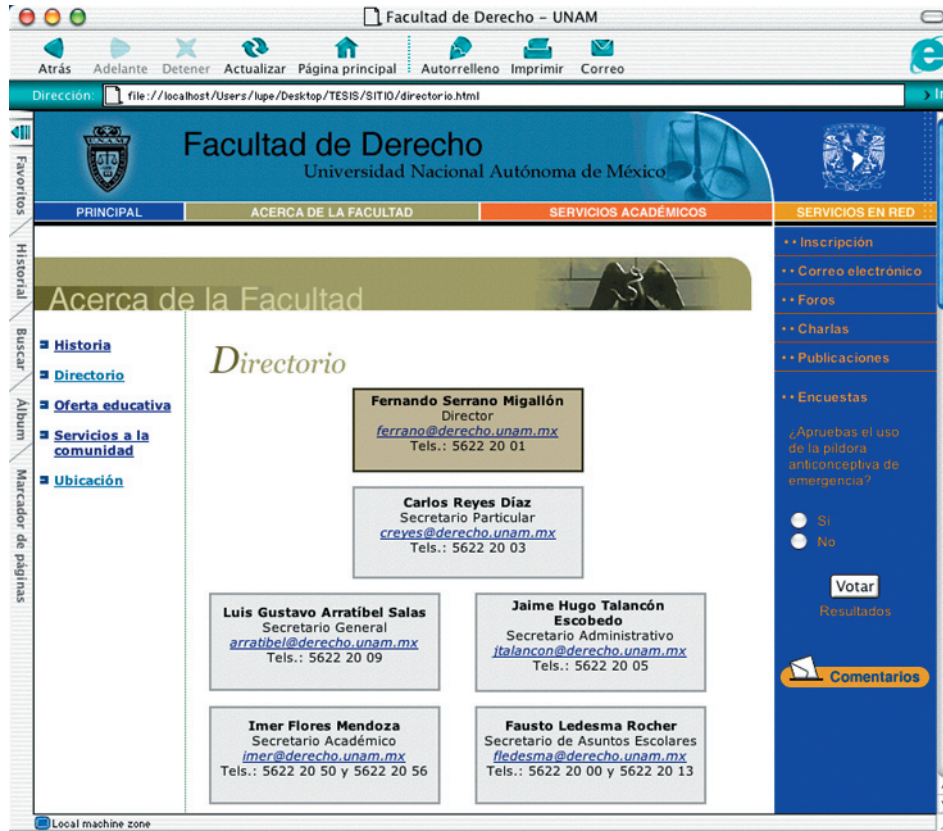 Facultad de Derecho – UNAM
Atrás Adelante Detener Actualizar Página principal Autorrelleno Imprimir Correo
Dirección: file://localhost/Users/lupe/Desktop/TESIS/SITIO/directorio.html
Favoritos
Historial
Buscar
Álbum
Marcador de páginas
Facultad de Derecho
Universidad Nacional Autónoma de México
PRINCIPAL
ACERCA DE LA FACULTAD
SERVICIOS ACADÉMICOS
SERVICIOS EN RED
Acerca de la Facultad
Historia
Directorio
Oferta educativa
Servicios a la
comunidad
Ubicación
Directorio
Fernando Serrano Migallón
Director
ferrano@derecho.unam.mx
Tels.: 5622 20 01
Carlos Reyes Díaz
Secretario Particular
creyes@derecho.unam.mx
Tels.: 5622 20 03
Luis Gustavo Arratíbel Salas
Secretario General
arratibel@derecho.unam.mx
Tels.: 5622 20 09
Jaime Hugo Talancón
Escobedo
Secretario Administrativo
jtalancon@derecho.unam.mx
Tels.: 5622 20 05
Imer Flores Mendoza
Secretario Académico
imer@derecho.unam.mx
Tels.: 5622 20 50 y 5622 20 56
Fausto Ledesma Rocher
Secretario de Asuntos Escolares
fledesma@derecho.unam.mx
Tels.: 5622 20 00 y 5622 20 13
Inscripción
Correo electrónico
Foros
Charlas
Publicaciones
Encuestas
¿Apruebas el uso
de la píldora
anticonceptiva de
emergencia?
Si
No
Votar
Resultados
Comentarios
Local machine zone